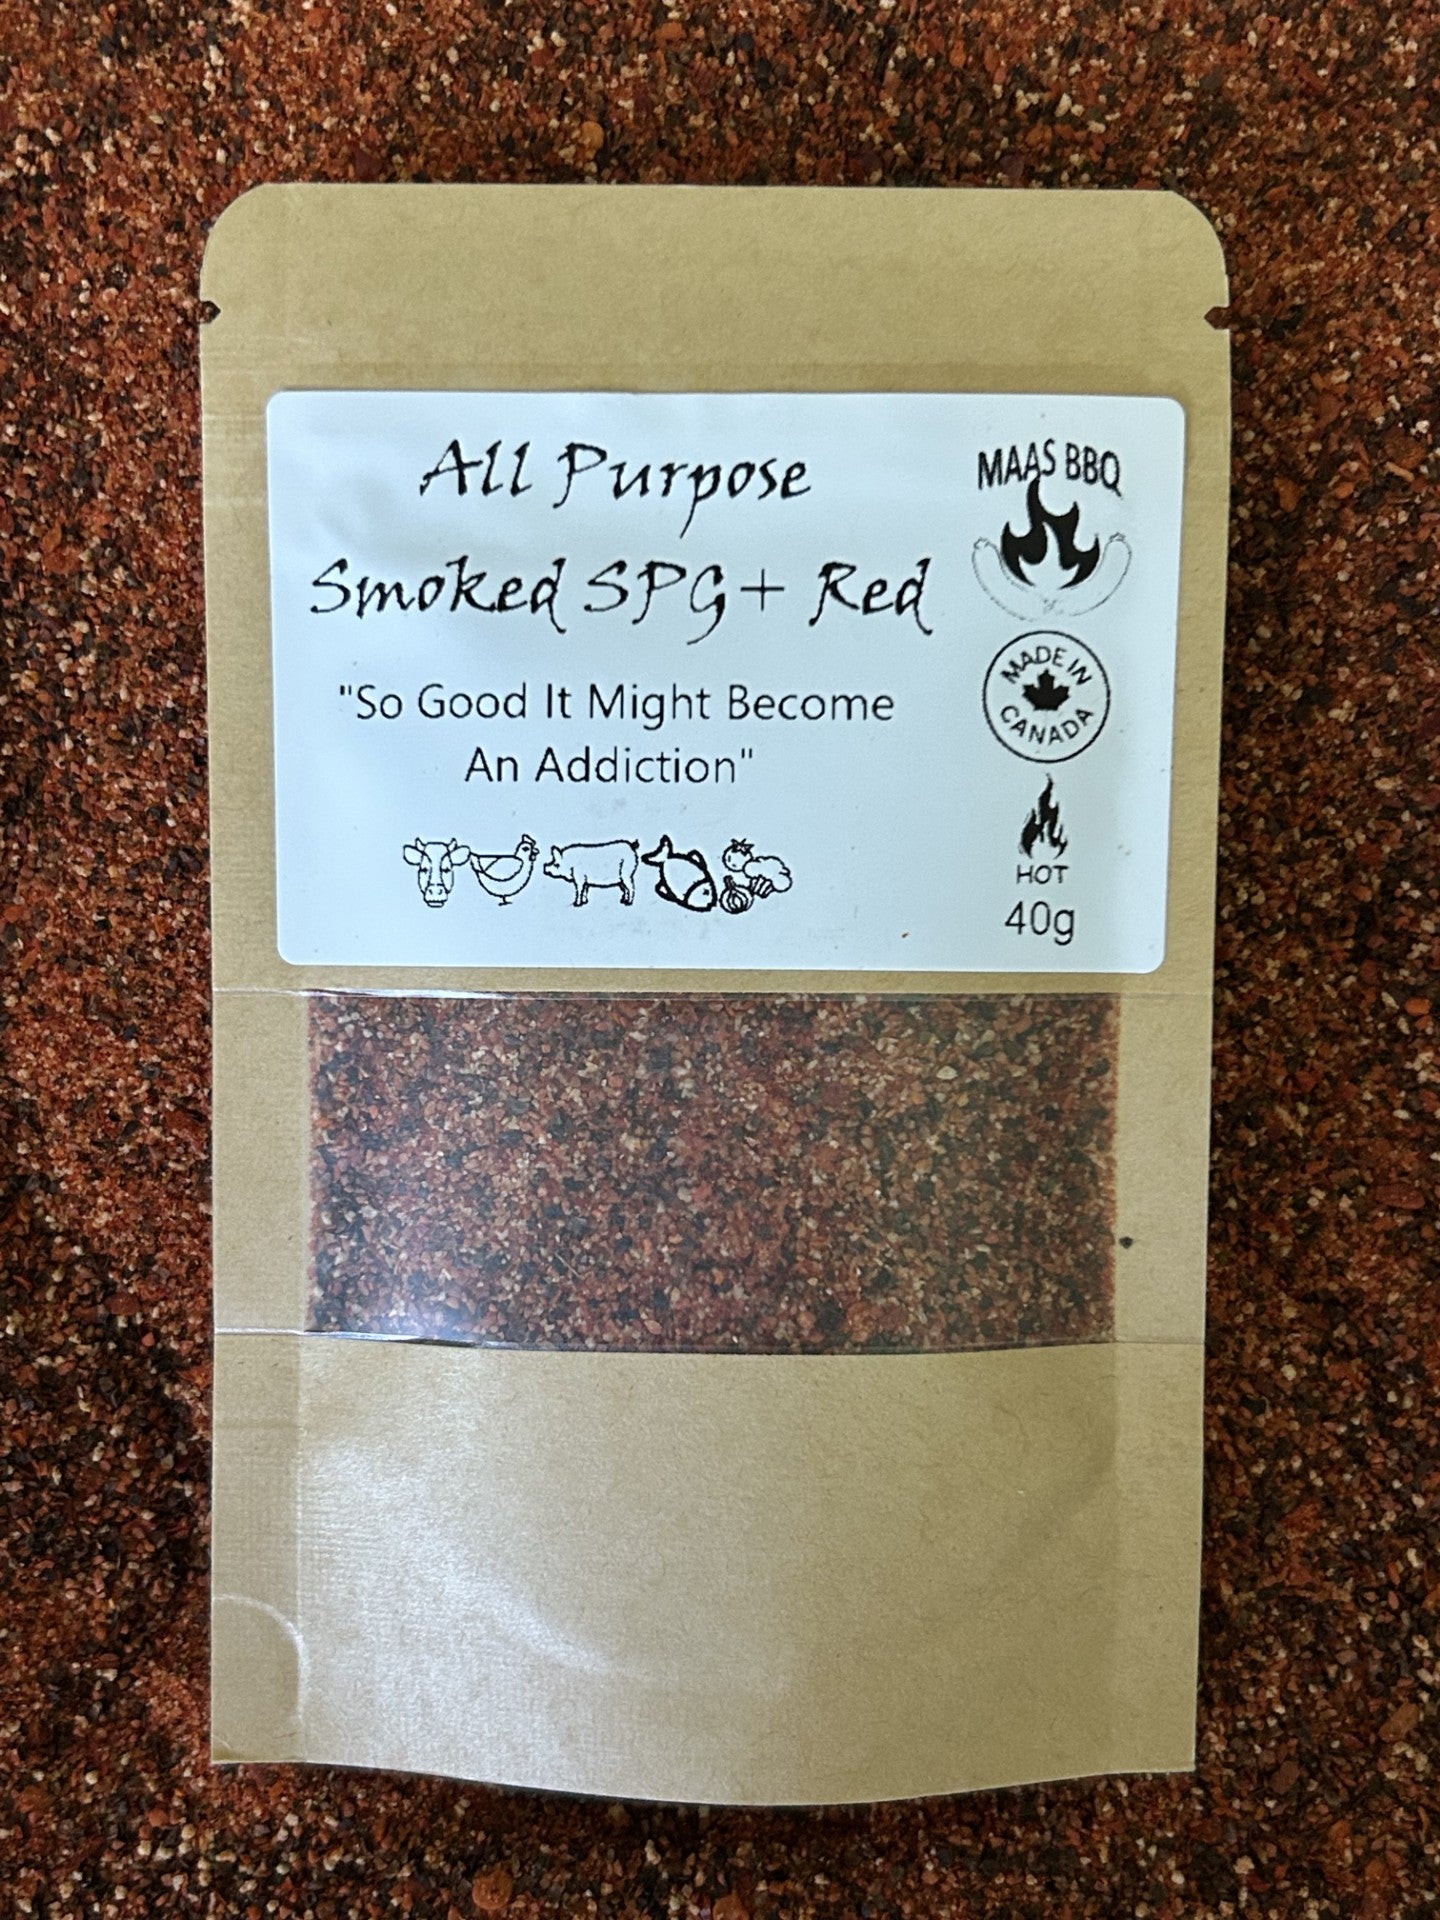 All Purpose
Smoked SPG+ Red
"So Good It Might Become
An Addiction"
MAAS BBQ
MADE IN
CANADA
HOT
40g